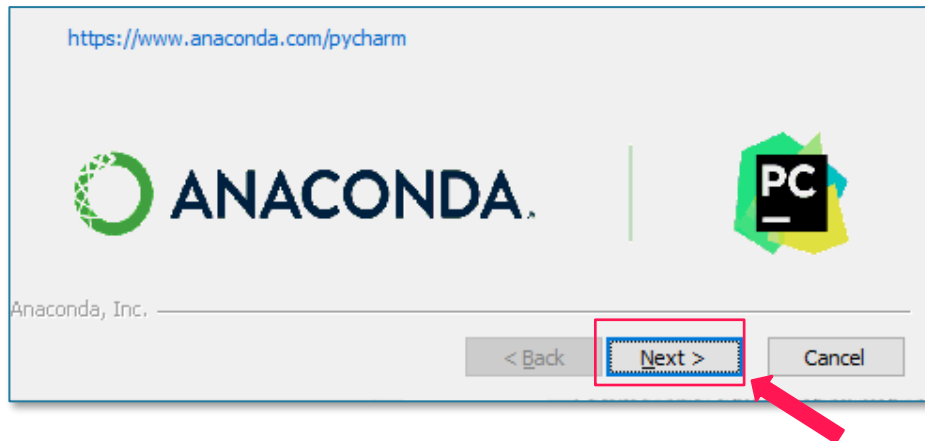 https://www.anaconda.com/pycharm
ANACONDA.
PC
Anaconda, Inc.
< Back Next > Cancel